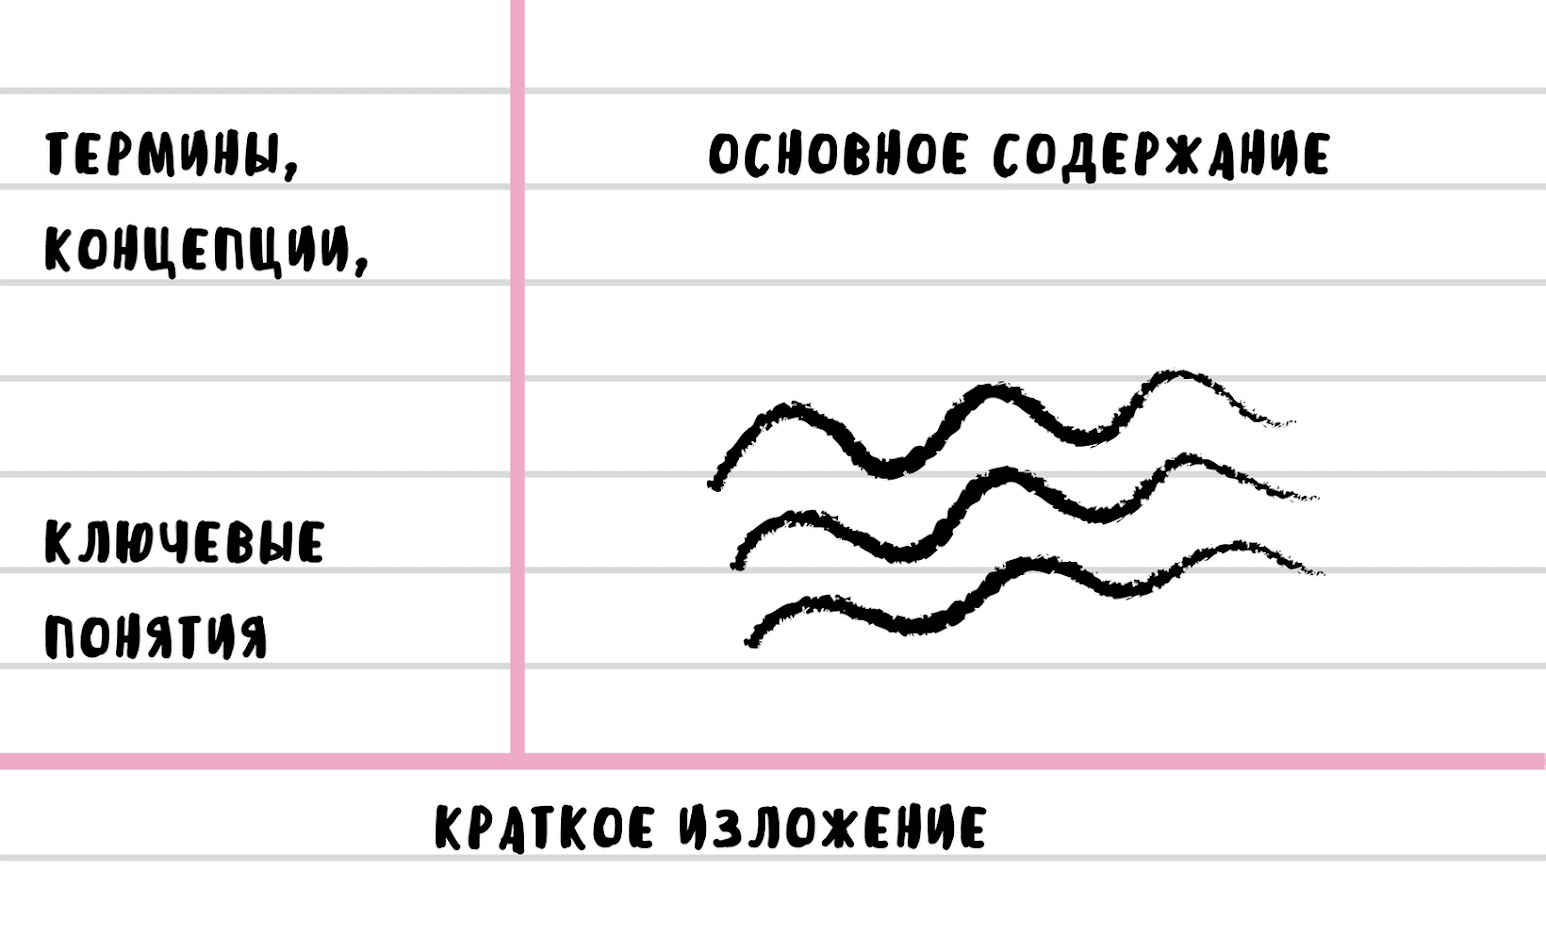 ТЕРМИНЫ,
КОНЦЕПЦИИ,
КЛЮЧЕВЫЕ
ПОНЯТИЯ
ОСНОВНОЕ СОДЕРЖАНИЕ
КРАТКОЕ ИЗЛОЖЕНИЕ